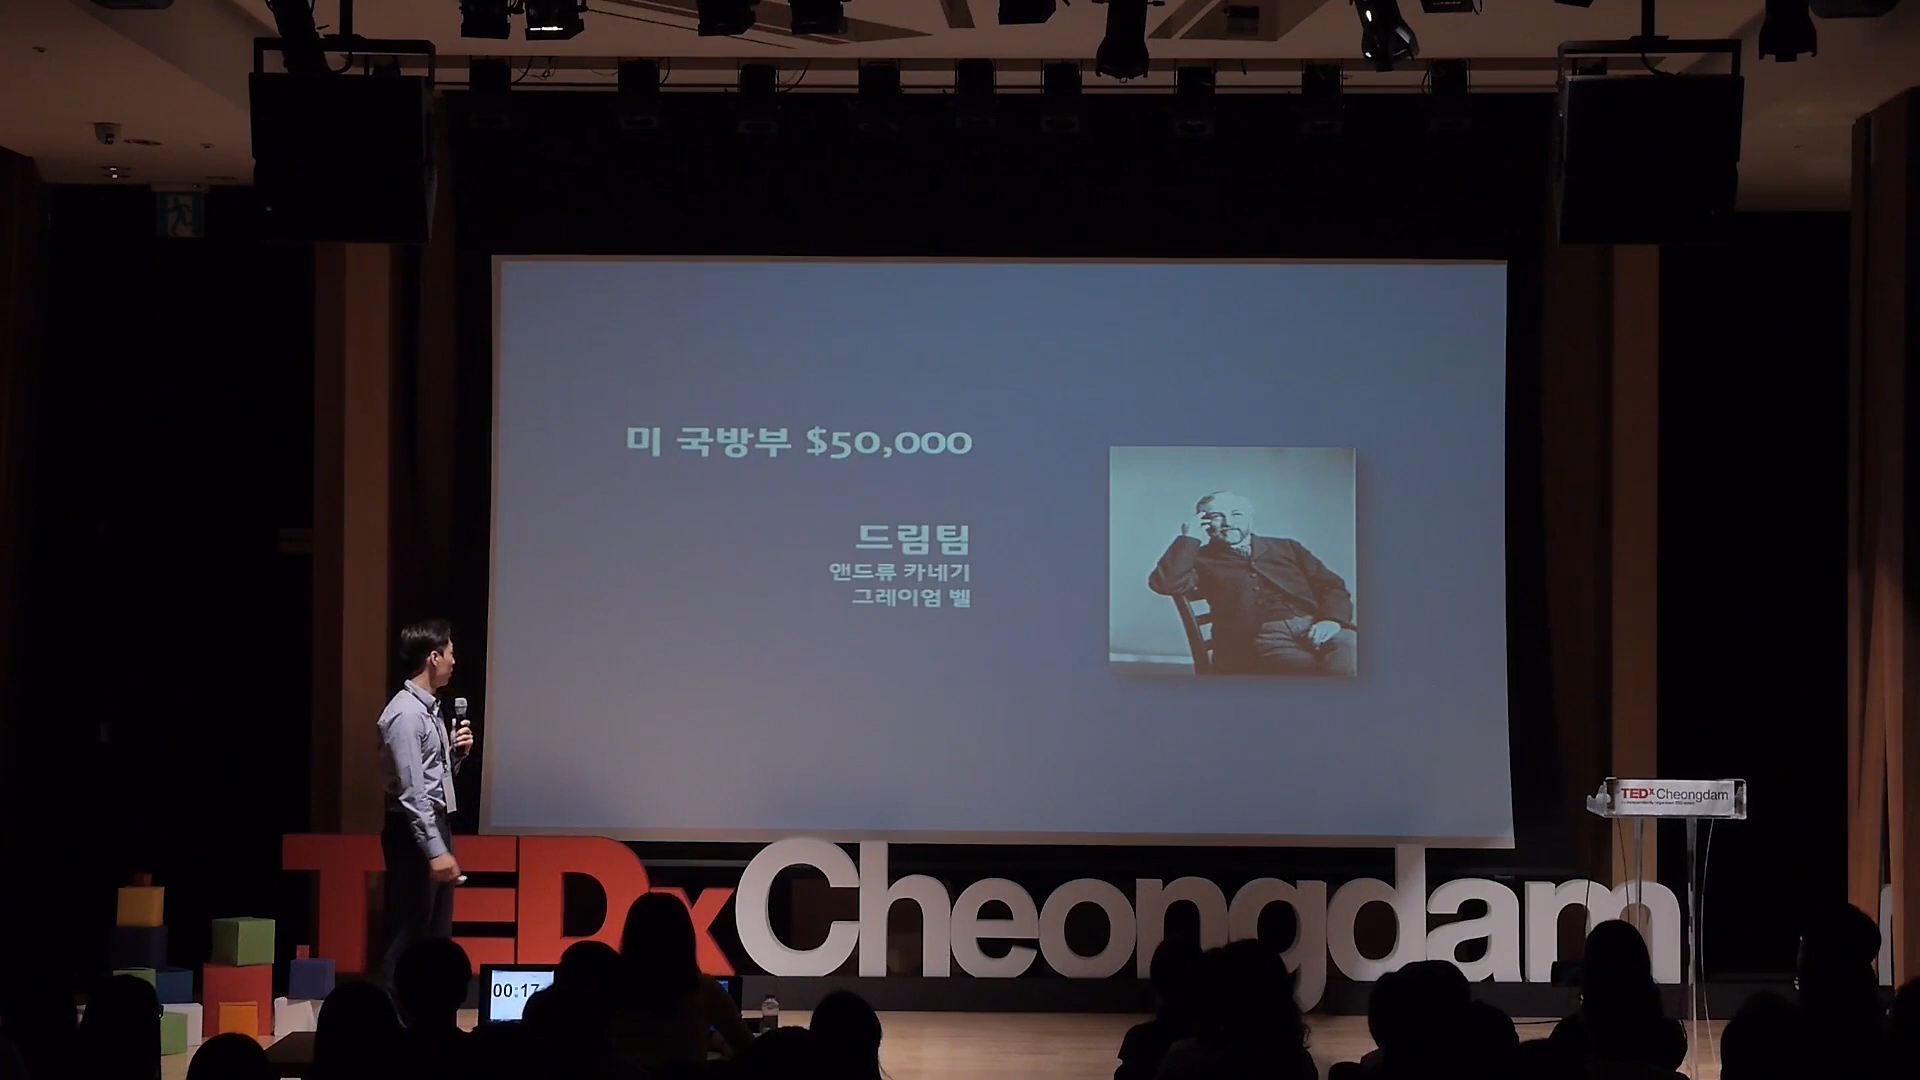 미 국방부 $50,000
드림팀
앤드류 카네기
그레이엄 벨
TEDx Cheongdam
TEDxCheongdam
00:17